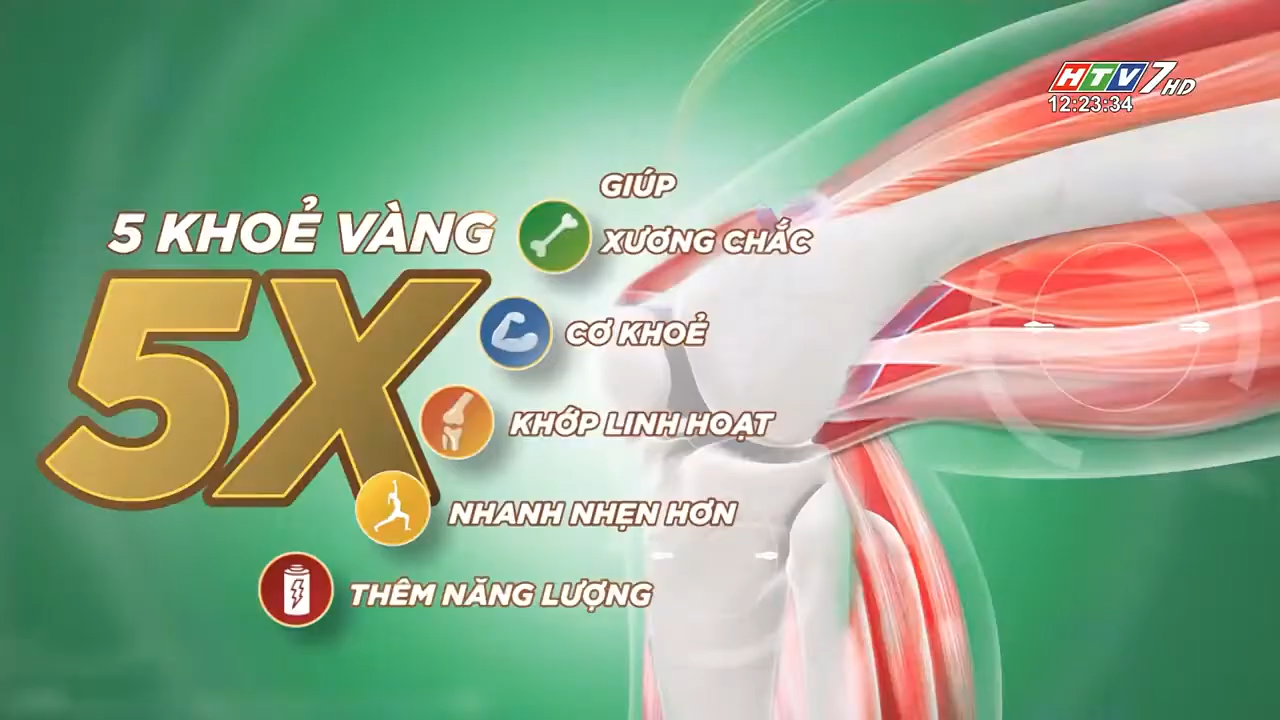 HTV7 HD
12:23:34
GIÚP
5 KHOẺ VÀNG
XƯƠNG CHẮC
5X
CƠ KHOẺ
KHỚP LINH HOẠT
NHANH NHẸN HƠN
THÊM NĂNG LƯỢNG